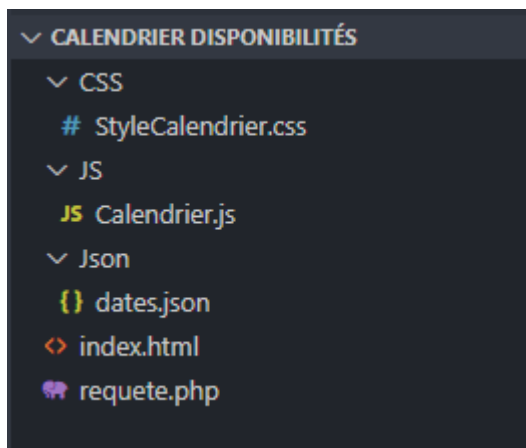 CALENDRIER DISPONIBILITÉS
CSS
# StyleCalendrier.css
JS
JS Calendrier.js
Json
{} dates.json
<> index.html
requete.php